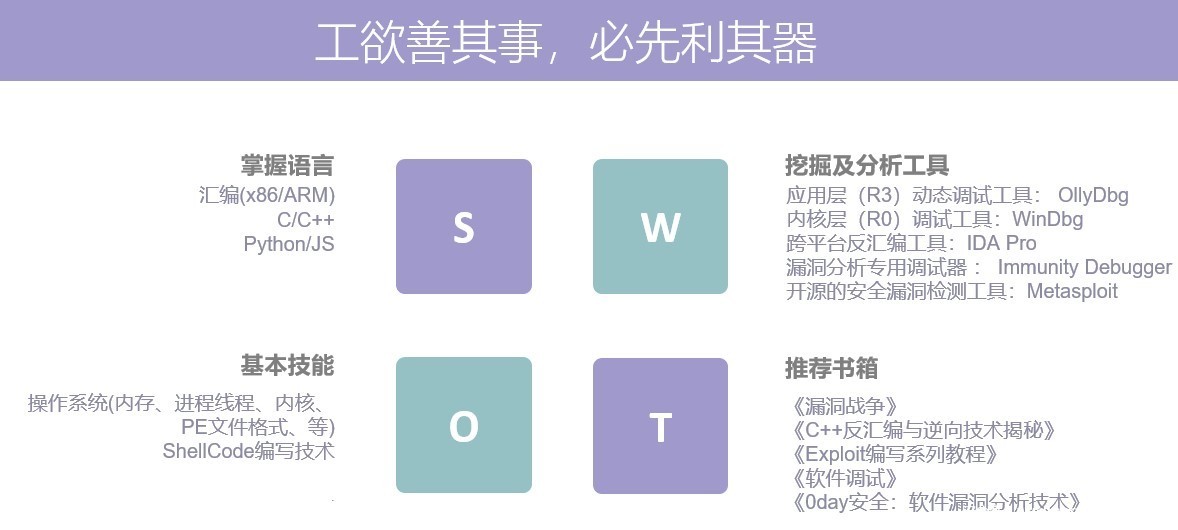 工欲善其事，必先利其器
掌握语言
汇编(x86/ARM)
C/C++
Python/JS
S
W
挖掘及分析工具
应用层（R3）动态调试工具： OllyDbg
内核层（R0）调试工具：WinDbg
跨平台反汇编工具：IDA Pro
漏洞分析专用调试器 ： Immunity Debugger
开源的安全漏洞检测工具：Metasploit
基本技能
操作系统(内存、进程线程、内核、
PE文件格式、等)
ShellCode编写技术
O
T
推荐书箱
《漏洞战争》
《C++反汇编与逆向技术揭秘》
《Exploit编写系列教程》
《软件调试》
《0day安全：软件漏洞分析技术》